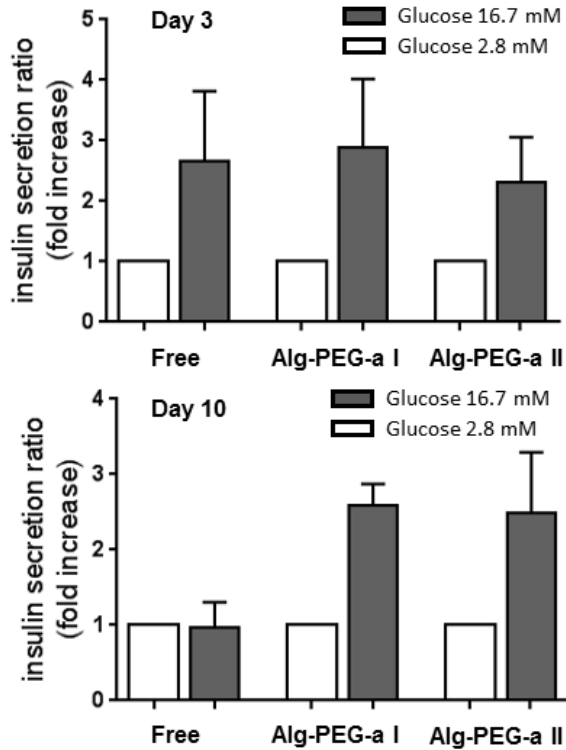 Day 3
Glucose 16.7 mM
Glucose 2.8 mM
insulin secretion ratio
(fold increase)
5
4
3
2
1
0
Free Alg-PEG-a I Alg-PEG-a II
Day 10
Glucose 16.7 mM
Glucose 2.8 mM
insulin secretion ratio
(fold increase)
4
3
2
1
0
Free Alg-PEG-a I Alg-PEG-a II